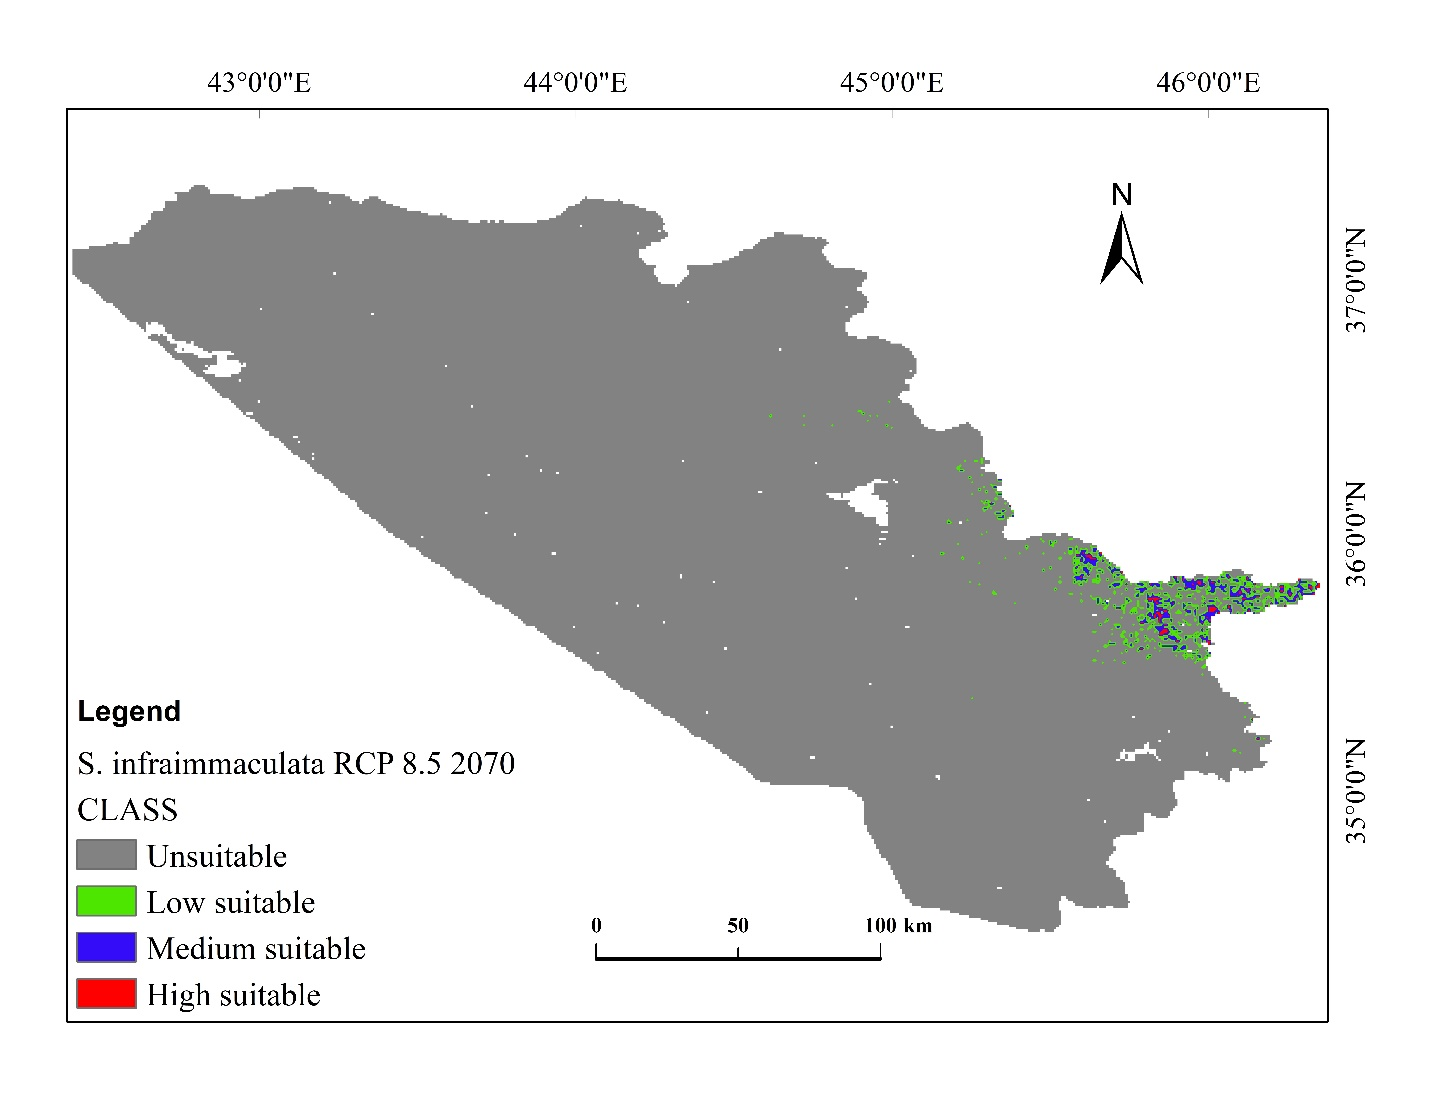 43°0'0"E 44°0'0"E 45°0'0"E 46°0'0"E
N
37°0'0"N
36°0'0"N
35°0'0"N
Legend
S. infraimmaculata RCP 8.5 2070
CLASS
Unsuitable
Low suitable
Medium suitable
High suitable
0 50 100 km